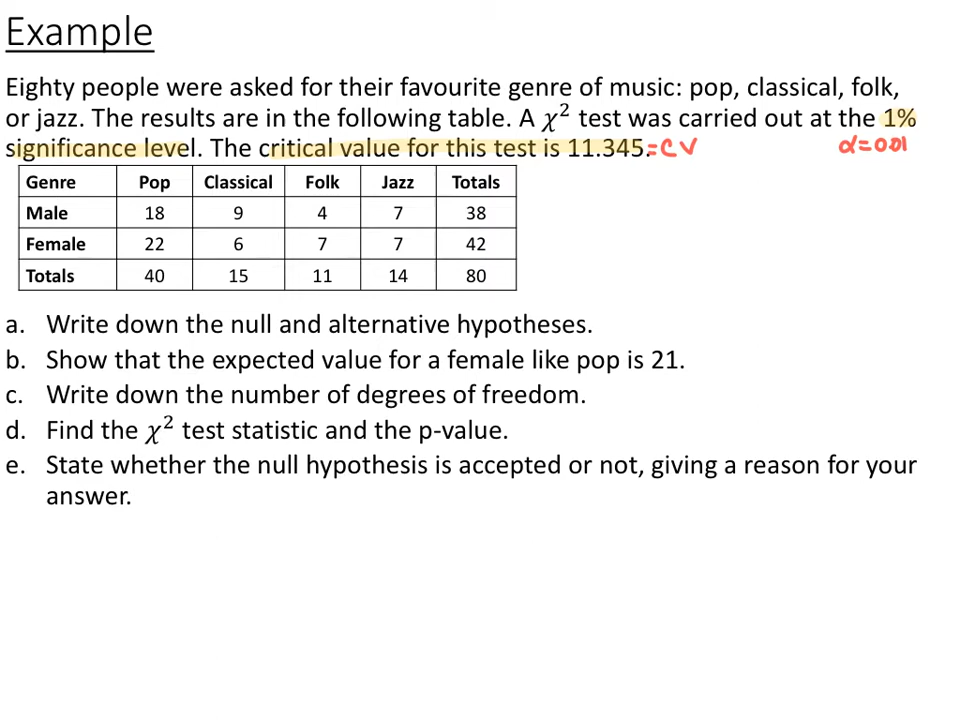 Example
Eighty people were asked for their favourite genre of music: pop, classical, folk,
or jazz. The results are in the following table. A χ² test was carried out at the 1%
significance level. The critical value for this test is 11.345. = CV α=0.01
Genre Pop Classical Folk Jazz Totals
Male 18 9 4 7 38
Female 22 6 7 7 42
Totals 40 15 11 14 80
a. Write down the null and alternative hypotheses.
b. Show that the expected value for a female like pop is 21.
c. Write down the number of degrees of freedom.
d. Find the χ² test statistic and the p-value.
e. State whether the null hypothesis is accepted or not, giving a reason for your
answer.